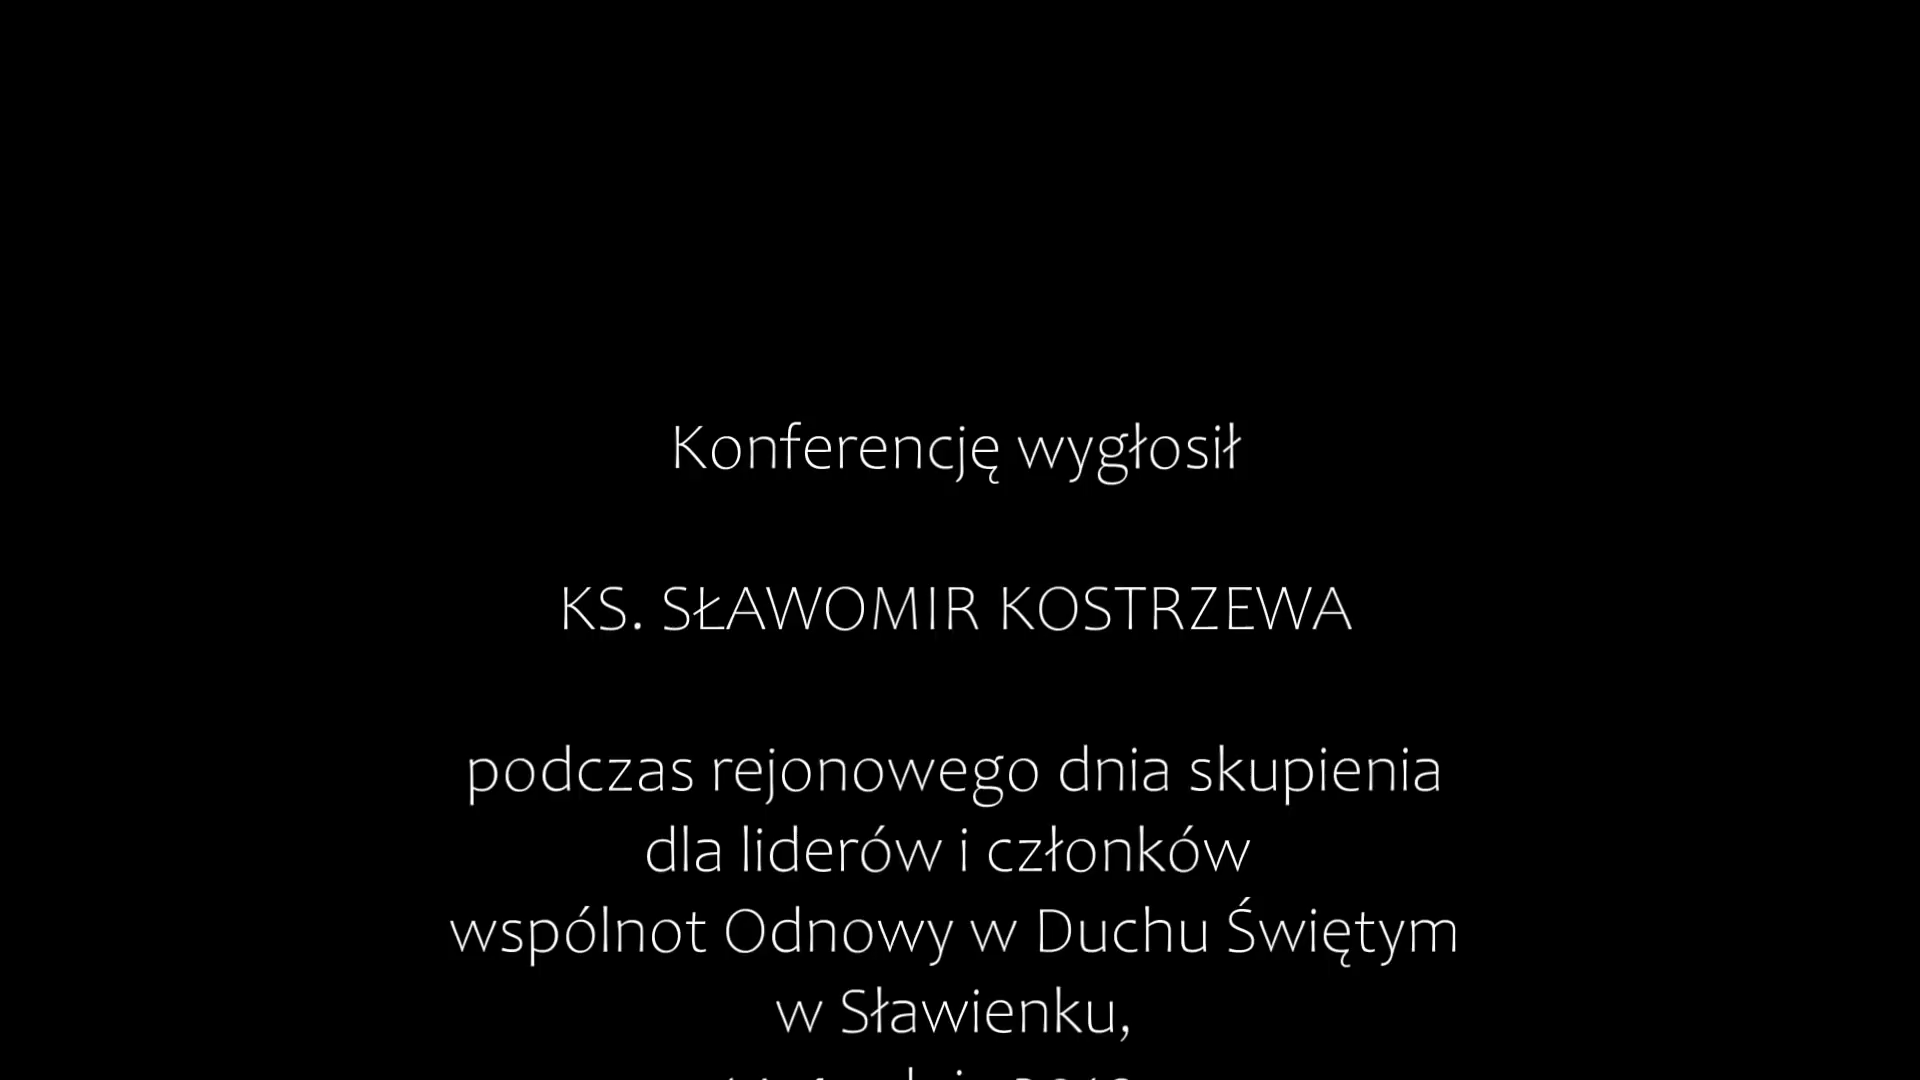 Konferencję wygłosił
KS. SŁAWOMIR KOSTRZEWA
podczas rejonowego dnia skupienia
dla liderów i członków
wspólnot Odnowy w Duchu Świętym
w Sławienku,